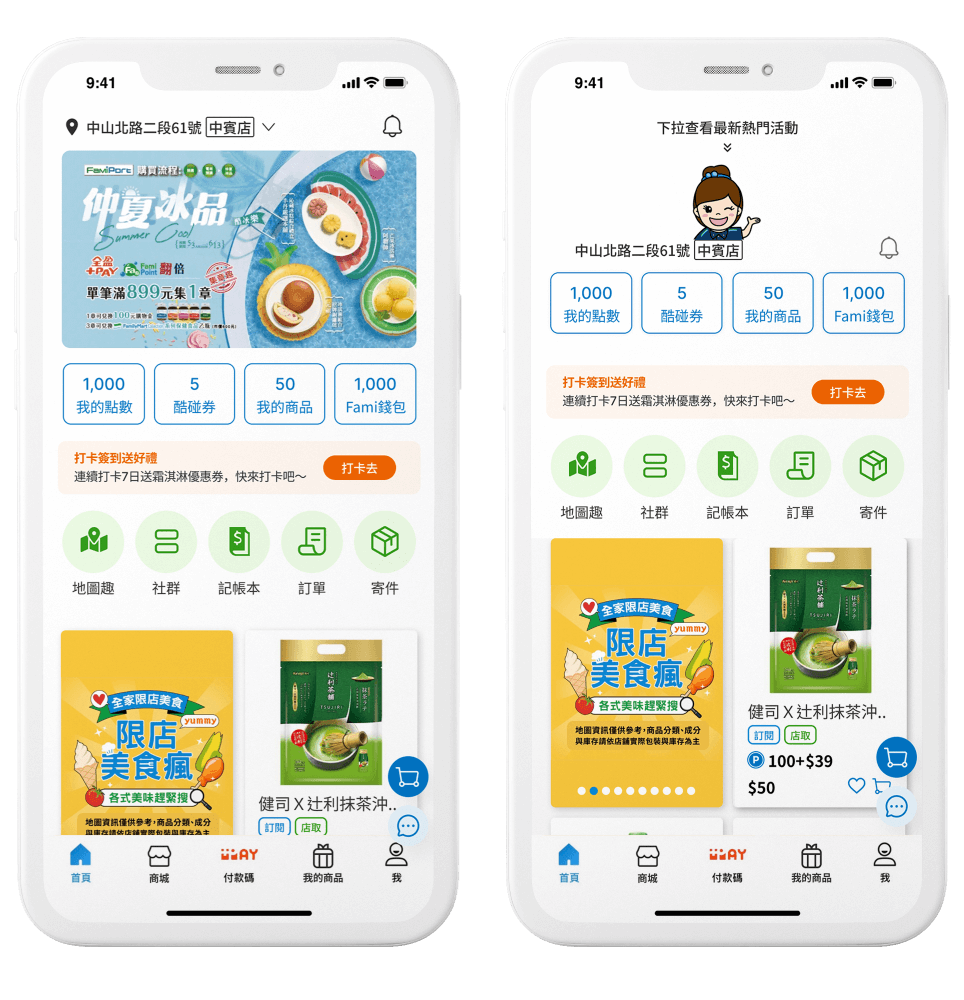 9:41
中山北路二段61號 中賓店
FamiPort 購買流程:
仲夏冰品
Summer Cool
酷冰樂
全盈+PAY Fa Fami Point 翻倍
集章趣
單筆滿899元集1章
1,000
我的點數
5
酷碰券
50
我的商品
1,000
Fami錢包
打卡簽到送好禮
連續打卡7日送霜淇淋優惠券，快來打卡吧～
打卡去
地圖趣
社群
記帳本
訂單
寄件
全家限店美食
yummy
限店
美食瘋
各式美味趕緊搜
地圖資訊僅供參考，商品分類、成分
與庫存請依店鋪實際包裝與庫存為主
辻利茶舗
TSUJIRI
健司X辻利抹茶沖..
訂閱
店取
首頁
商城
PAY
付款碼
我的商品
我
9:41
下拉查看最新熱門活動
中山北路二段61號 中賓店
1,000
我的點數
5
酷碰券
50
我的商品
1,000
Fami錢包
打卡簽到送好禮
連續打卡7日送霜淇淋優惠券，快來打卡吧～
打卡去
地圖趣
社群
記帳本
訂單
寄件
全家限店美食
yummy
限店
美食瘋
各式美味趕緊搜
地圖資訊僅供參考，商品分類、成分
與庫存請依店鋪實際包裝與庫存為主
辻利茶舗
TSUJIRI
健司X辻利抹茶沖..
訂閱
店取
P 100+$39
$50
首頁
商城
PAY
付款碼
我的商品
我